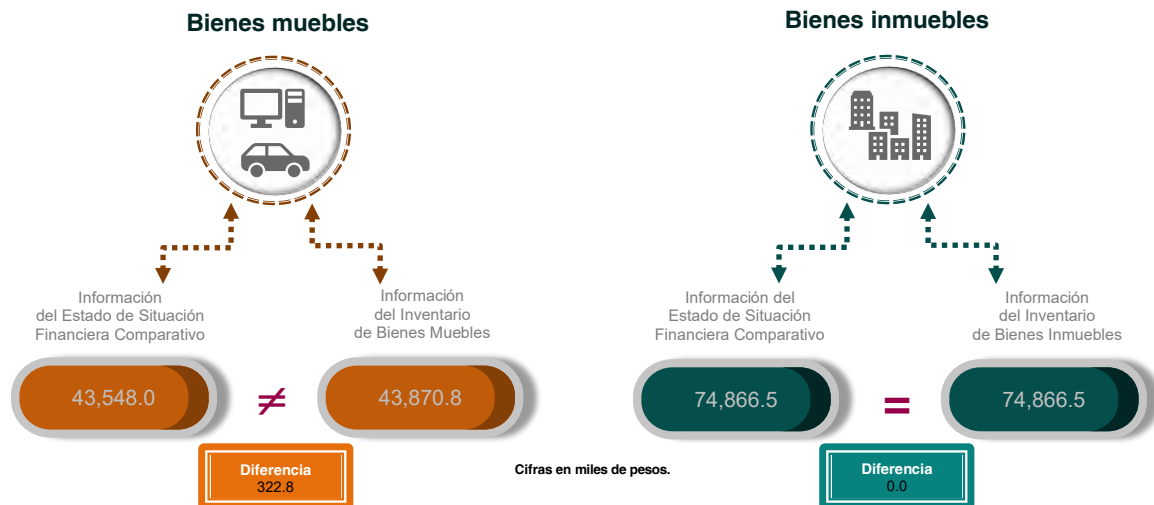 Bienes muebles
Información
del Estado de Situación
Financiera Comparativo
Información
del Inventario
de Bienes Muebles
43,548.0
≠
43,870.8
Diferencia
322.8
Cifras en miles de pesos.
Bienes inmuebles
Información del
Estado de Situación
Financiera Comparativo
Información
del Inventario
de Bienes Inmuebles
74,866.5
=
74,866.5
Diferencia
0.0